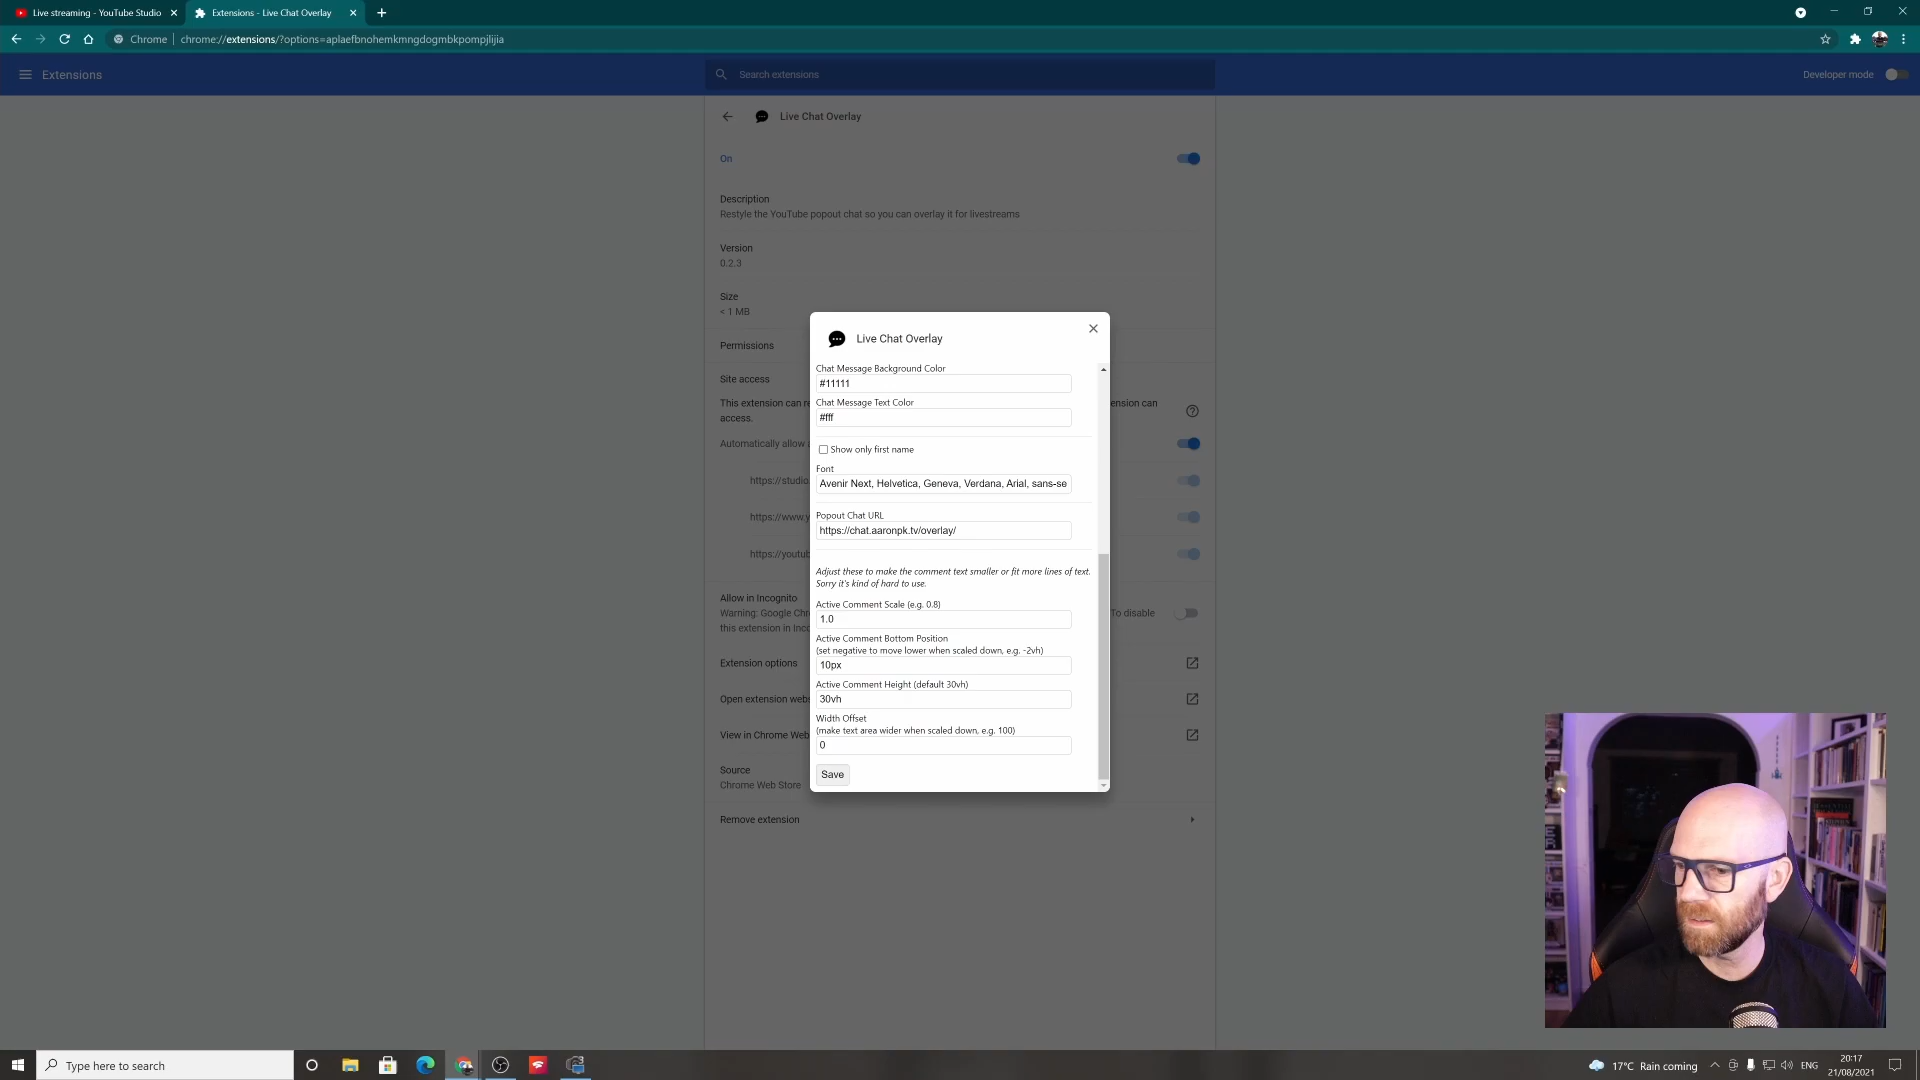 Live streaming - YouTube Studio
Extensions - Live Chat Overlay
Chrome
chrome://extensions/?options=aplaefbnohemkmngdogmbkpompjlijia
Extensions
Search extensions
Developer mode
Live Chat Overlay
On
Description
Restyle the YouTube popout chat so you can overlay it for livestreams
Version
0.2.3
Size
< 1 MB
Permissions
Site access
This extension can re
ension can
access.
Automatically allow
https://studio
https://www.y
https://youtub
Allow in Incognito
Warning: Google Chr
To disable
this extension in Inco
Extension options
Open extension webs
View in Chrome Web
Source
Chrome Web Store
Remove extension
Live Chat Overlay
Chat Message Background Color
#11111
Chat Message Text Color
#fff
Show only first name
Font
Avenir Next, Helvetica, Geneva, Verdana, Arial, sans-se
Popout Chat URL
https://chat.aaronpk.tv/overlay/
Adjust these to make the comment text smaller or fit more lines of text.
Sorry it's kind of hard to use.
Active Comment Scale (e.g. 0.8)
1.0
Active Comment Bottom Position
(set negative to move lower when scaled down, e.g. -2vh)
10px
Active Comment Height (default 30vh)
30vh
Width Offset
(make text area wider when scaled down, e.g. 100)
0
Save
Type here to search
17°C Rain coming
ENG
20:17
21/08/2021